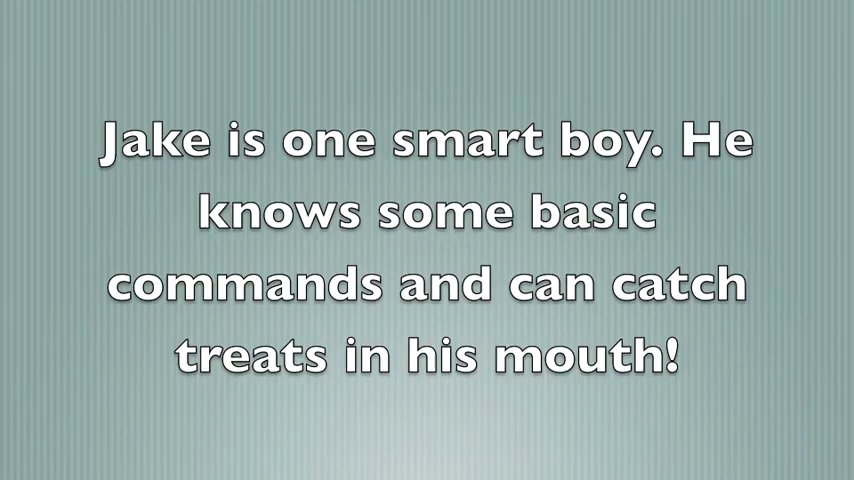 Jake is one smart boy. He
knows some basic
commands and can catch
treats in his mouth!